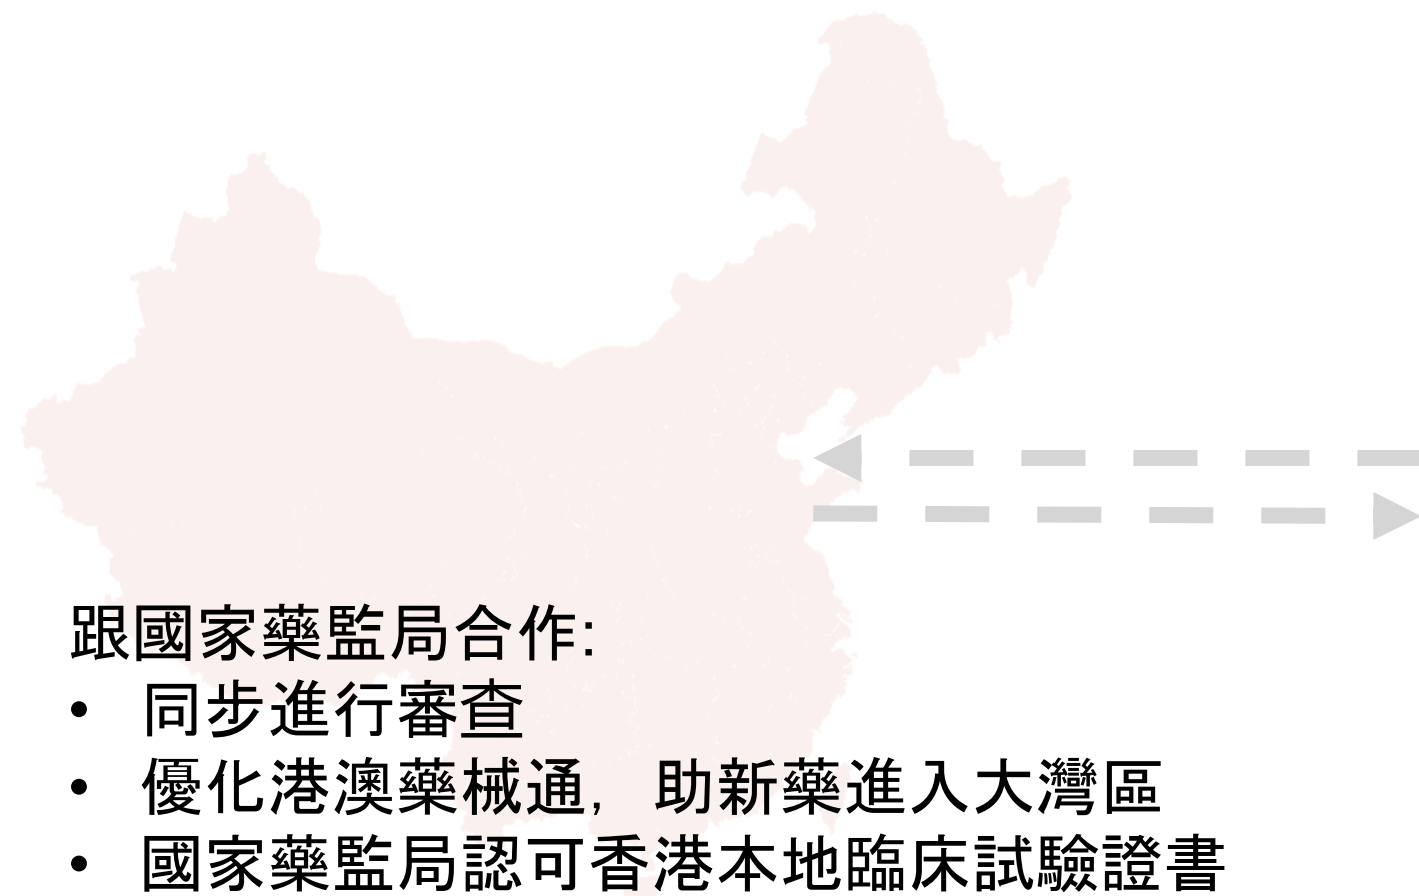 跟國家藥監局合作:
• 同步進行審查
• 優化港澳藥械通, 助新藥進入大灣區
• 國家藥監局認可香港本地臨床試驗證書